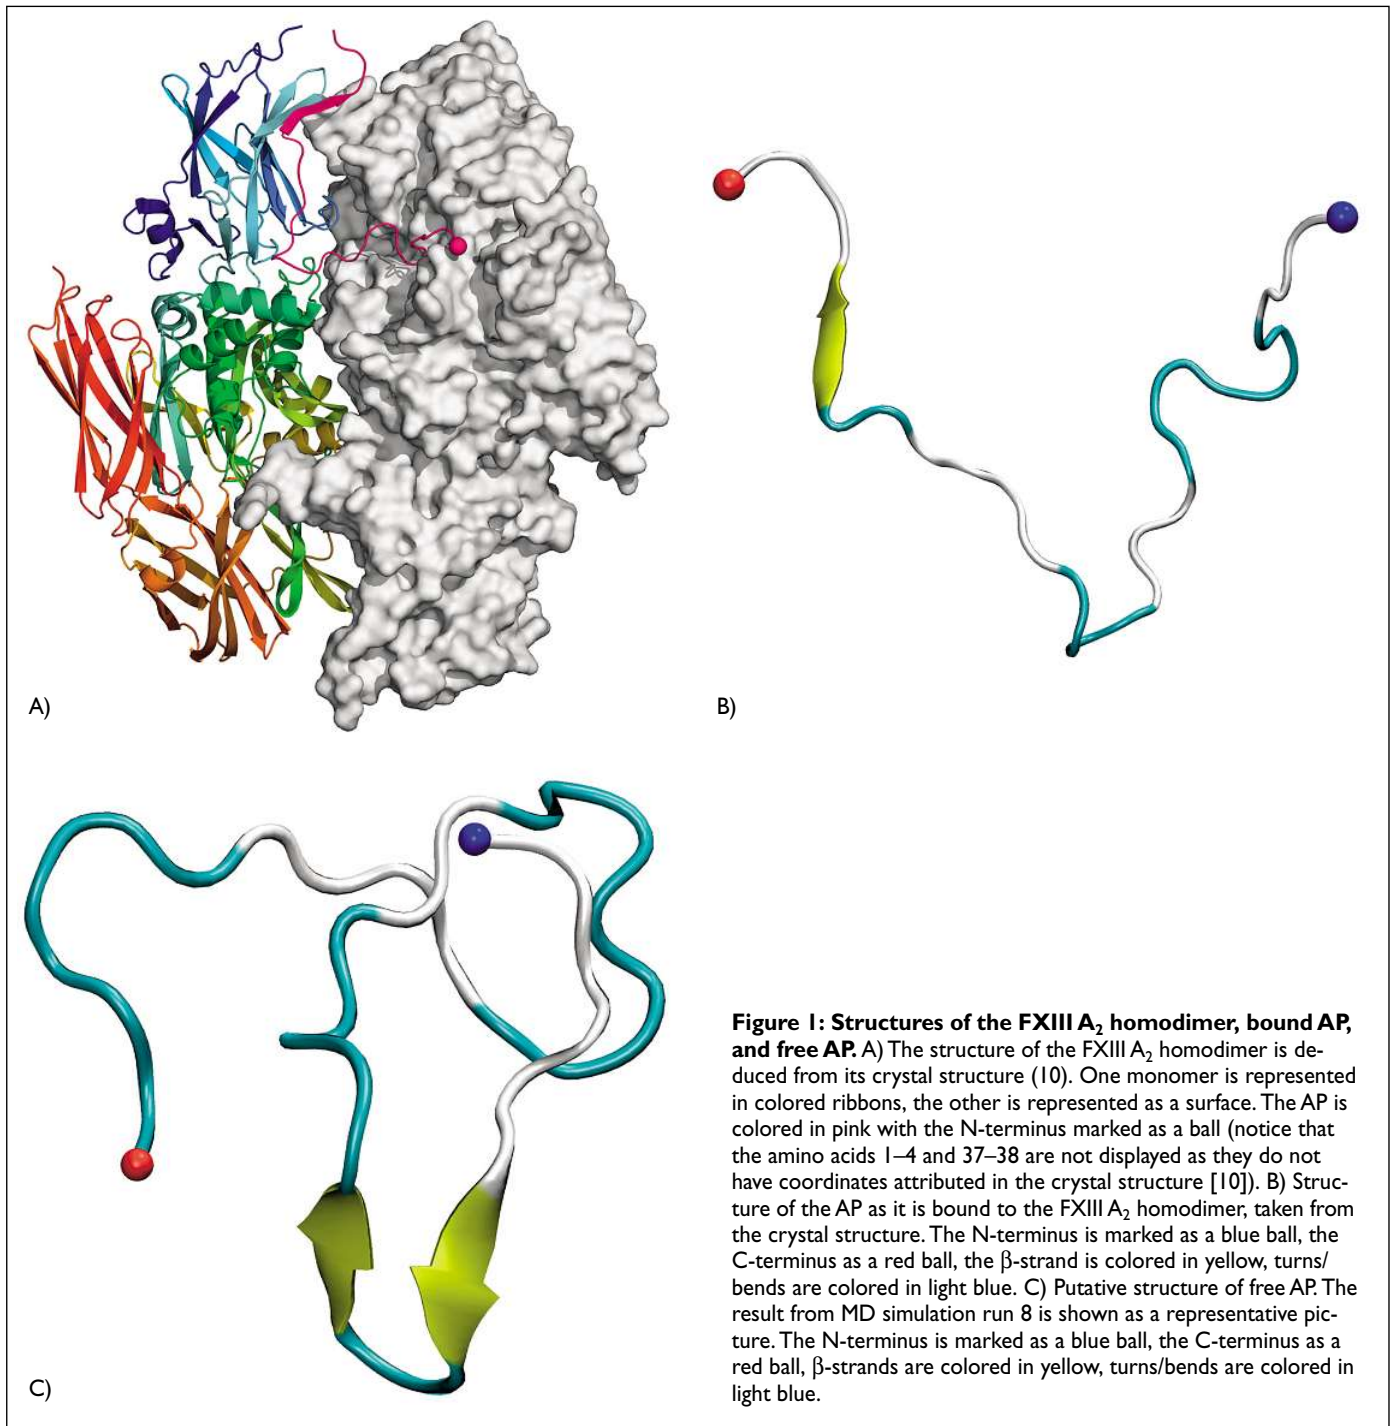 A)
B)
C)
Figure 1: Structures of the FXIII A₂ homodimer, bound AP,
and free AP. A) The structure of the FXIII A₂ homodimer is de-
duced from its crystal structure (10). One monomer is represented
in colored ribbons, the other is represented as a surface. The AP is
colored in pink with the N-terminus marked as a ball (notice that
the amino acids 1–4 and 37–38 are not displayed as they do not
have coordinates attributed in the crystal structure [10]). B) Struc-
ture of the AP as it is bound to the FXIII A₂ homodimer, taken from
the crystal structure. The N-terminus is marked as a blue ball, the
C-terminus as a red ball, the β-strand is colored in yellow, turns/
bends are colored in light blue. C) Putative structure of free AP. The
result from MD simulation run 8 is shown as a representative pic-
ture. The N-terminus is marked as a blue ball, the C-terminus as a
red ball, β-strands are colored in yellow, turns/bends are colored in
light blue.